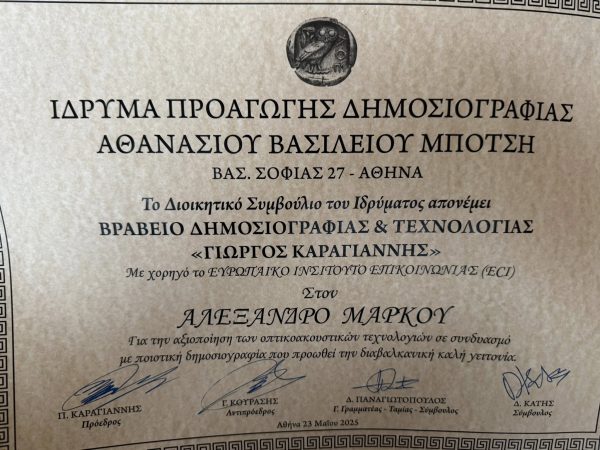 ΙΔΡΥΜΑ ΠΡΟΑΓΩΓΗΣ ΔΗΜΟΣΙΟΓΡΑΦΙΑΣ
ΑΘΑΝΑΣΙΟΥ ΒΑΣΙΛΕΙΟΥ ΜΠΟΤΣΗ
ΒΑΣ. ΣΟΦΙΑΣ 27 - ΑΘΗΝΑ
Το Διοικητικό Συμβούλιο του Ιδρύματος απονέμει
ΒΡΑΒΕΙΟ ΔΗΜΟΣΙΟΓΡΑΦΙΑΣ & ΤΕΧΝΟΛΟΓΙΑΣ
«ΓΙΩΡΓΟΣ ΚΑΡΑΓΙΑΝΝΗΣ»
Με χορηγό το ΕΥΡΩΠΑΙΚΟ ΙΝΣΙΤΟΥΤΟ ΕΠΙΚΟΙΝΩΝΙΑΣ (ECI)
Στον
ΑΛΕΞΑΝΔΡΟ ΜΑΡΚΟΥ
Για την αξιοποίηση των οπτικοακουστικών τεχνολογιών σε συνδυασμό
με ποιοτική δημοσιογραφία που προωθεί την διαβαλκανική καλή γειτονία.
Π. ΚΑΡΑΓΙΑΝΝΗΣ
Πρόεδρος
Γ. ΚΟΥΡΑΣΗΣ
Αντιπρόεδρος
Δ. ΠΑΝΑΓΙΩΤΟΠΟΥΛΟΣ
Γ. Γραμματέας - Ταμίας - Σύμβουλος
Δ. ΚΑΤΗΣ
Σύμβουλος
Αθήνα 23 Μαΐου 2025